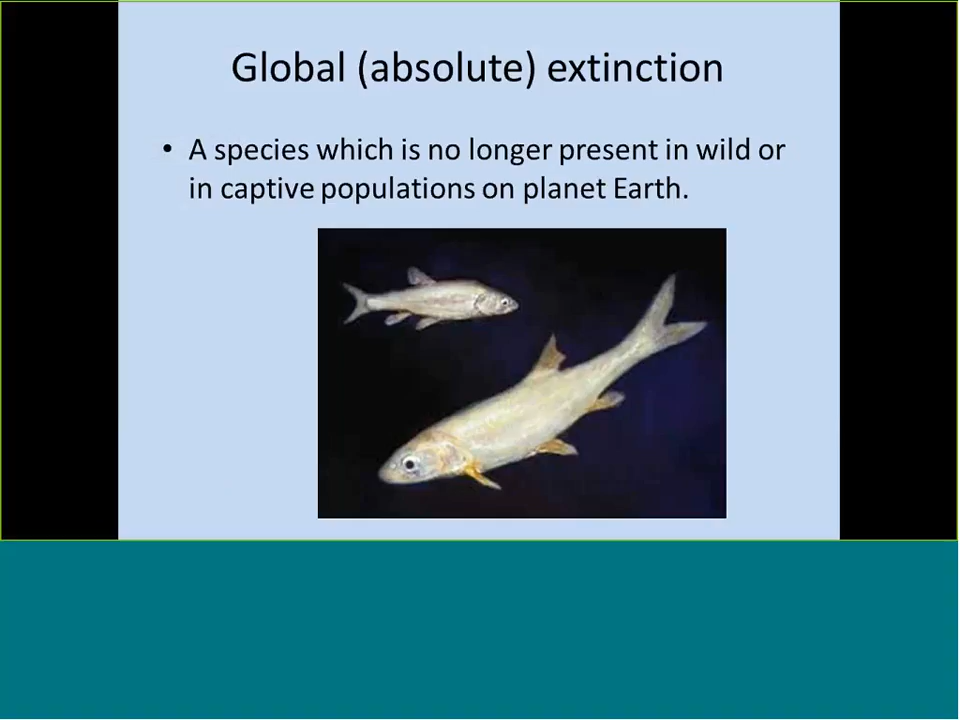 Global (absolute) extinction
• A species which is no longer present in wild or
in captive populations on planet Earth.